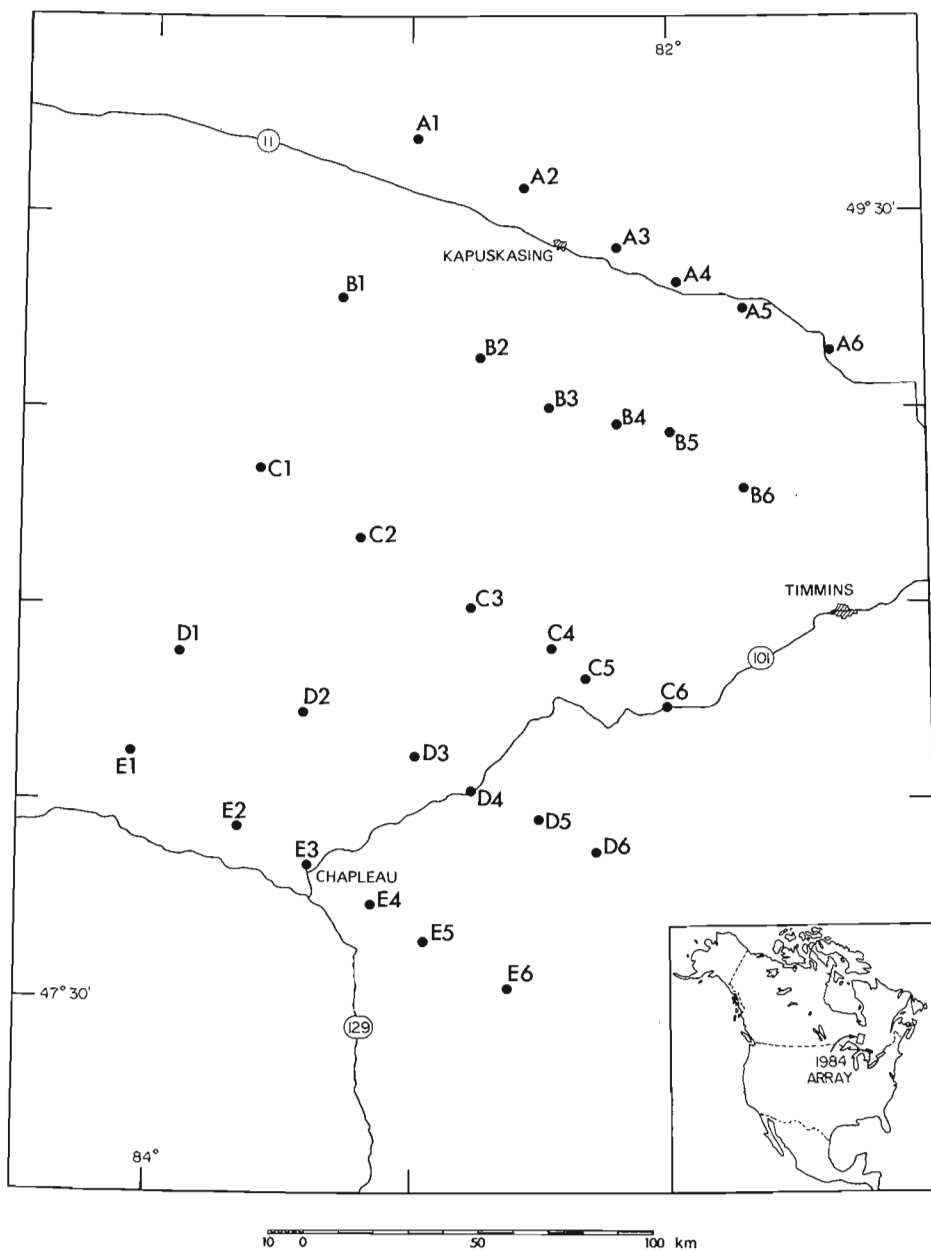 82°
A1
11
A2
49° 30'
A3
KAPUSKASING
A4
B1
A5
A6
B2
B3
B4
B5
C1
B6
C2
TIMMINS
C3
D1
C4
101
C5
C6
D2
E1
D3
D4
E2
D5
D6
E3
CHAPLEAU
E4
E5
E6
47° 30'
129
1984
ARRAY
84°
10 0 50 100 km